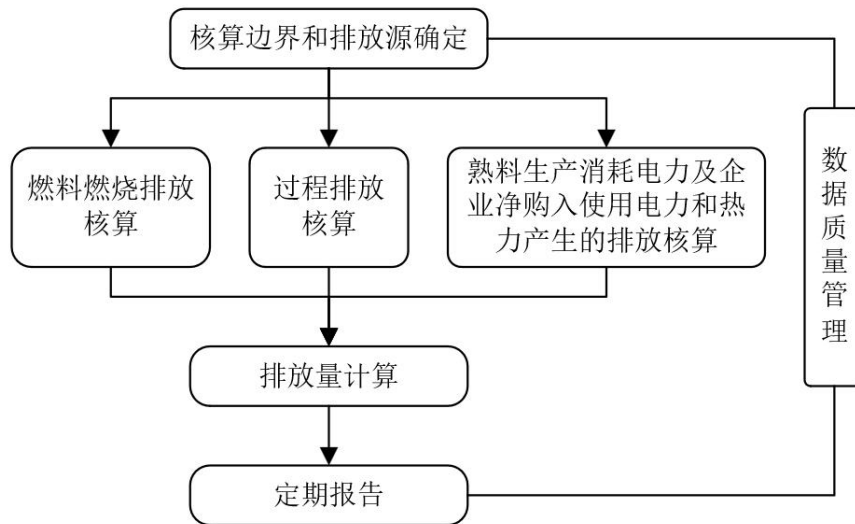 核算边界和排放源确定
燃料燃烧排放
核算
过程排放
核算
熟料生产消耗电力及企
业净购入使用电力和热
力产生的排放核算
数据质量管理
排放量计算
定期报告